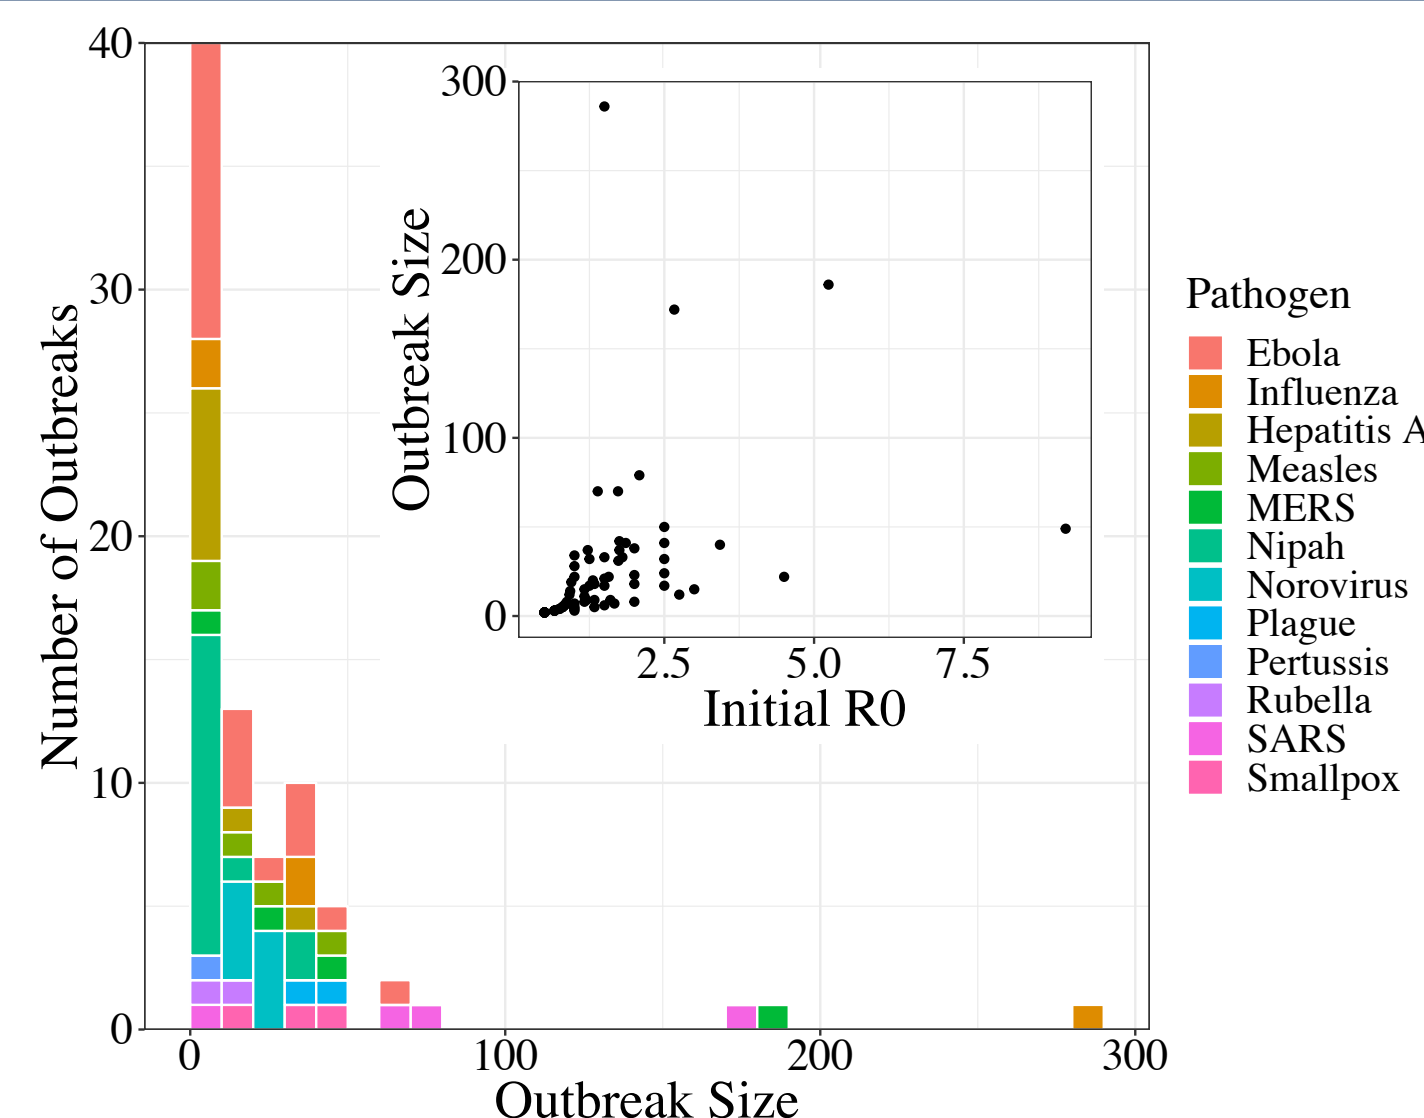 40
30
20
10
0
Number of Outbreaks
0
100
200
300
Outbreak Size
300
200
100
0
Outbreak Size
2.5
5.0
7.5
Initial R0
Pathogen
Ebola
Influenza
Hepatitis A
Measles
MERS
Nipah
Norovirus
Plague
Pertussis
Rubella
SARS
Smallpox